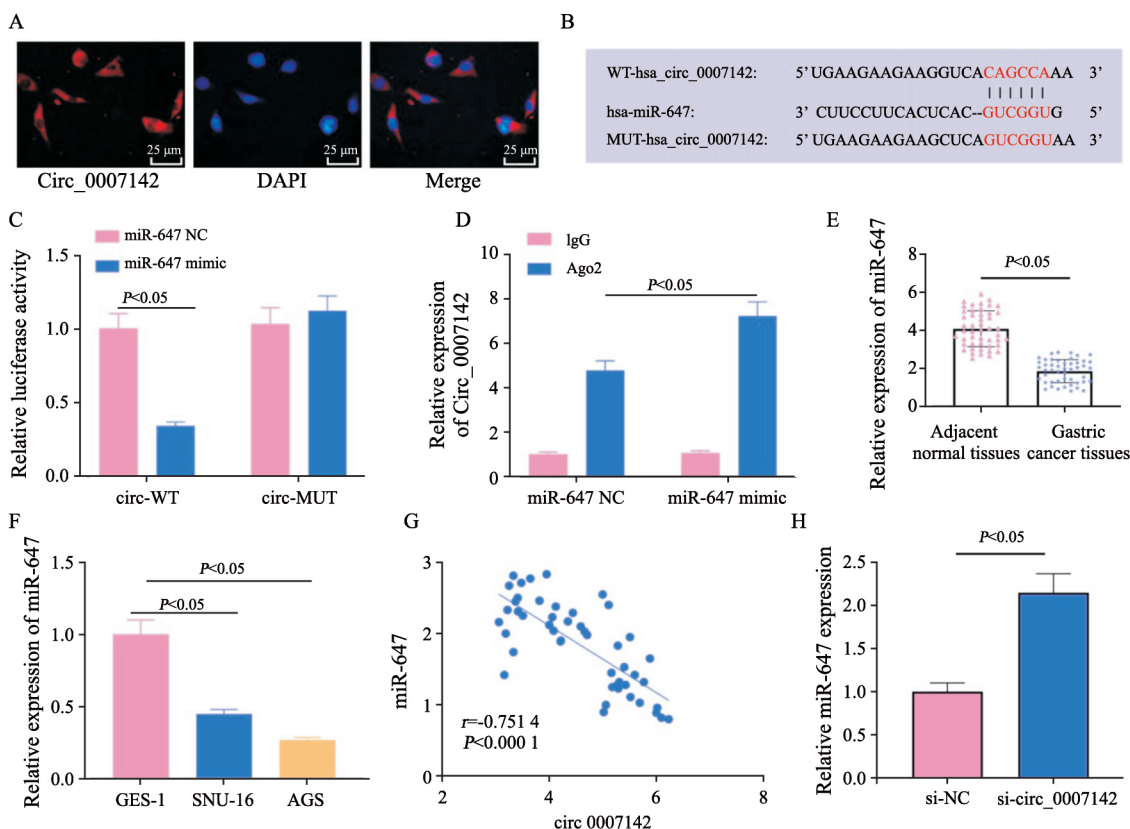 A
25 μm
25 μm
25 μm
Circ_0007142
DAPI
Merge
B
WT-hsa_circ_0007142: 5’UGAAGAAGAAGGUCACAGCCAAA 3’
hsa-miR-647: 3’ CUUCCUUCACUCAC--GUCGGUG 5’
MUT-hsa_circ_0007142: 5’UGAAGAAGAAGCUCAGUCGGUAA 3’
C
miR-647 NC
miR-647 mimic
Relative luciferase activity
1.5
1.0
0.5
0.0
P<0.05
circ-WT
circ-MUT
D
IgG
Ago2
Relative expression
of Circ_0007142
10
8
6
4
2
0
P<0.05
miR-647 NC
miR-647 mimic
E
Relative expression of miR-647
8
6
4
2
0
P<0.05
Adjacent
normal tissues
Gastric
cancer tissues
F
Relative expression of miR-647
1.5
1.0
0.5
0.0
P<0.05
P<0.05
GES-1
SNU-16
AGS
G
miR-647
3
2
1
0
r=-0.751 4
P<0.000 1
2
4
6
8
circ 0007142
H
Relative miR-647 expression
2.5
2.0
1.5
1.0
0.5
0.0
P<0.05
si-NC
si-circ_0007142